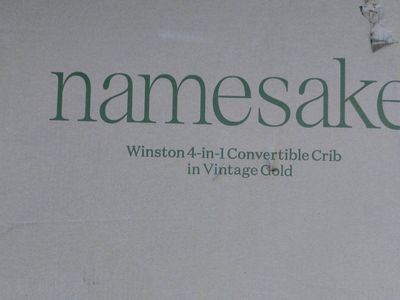 namesake
Winston 4-in-1 Convertible Crib
in Vintage Gold